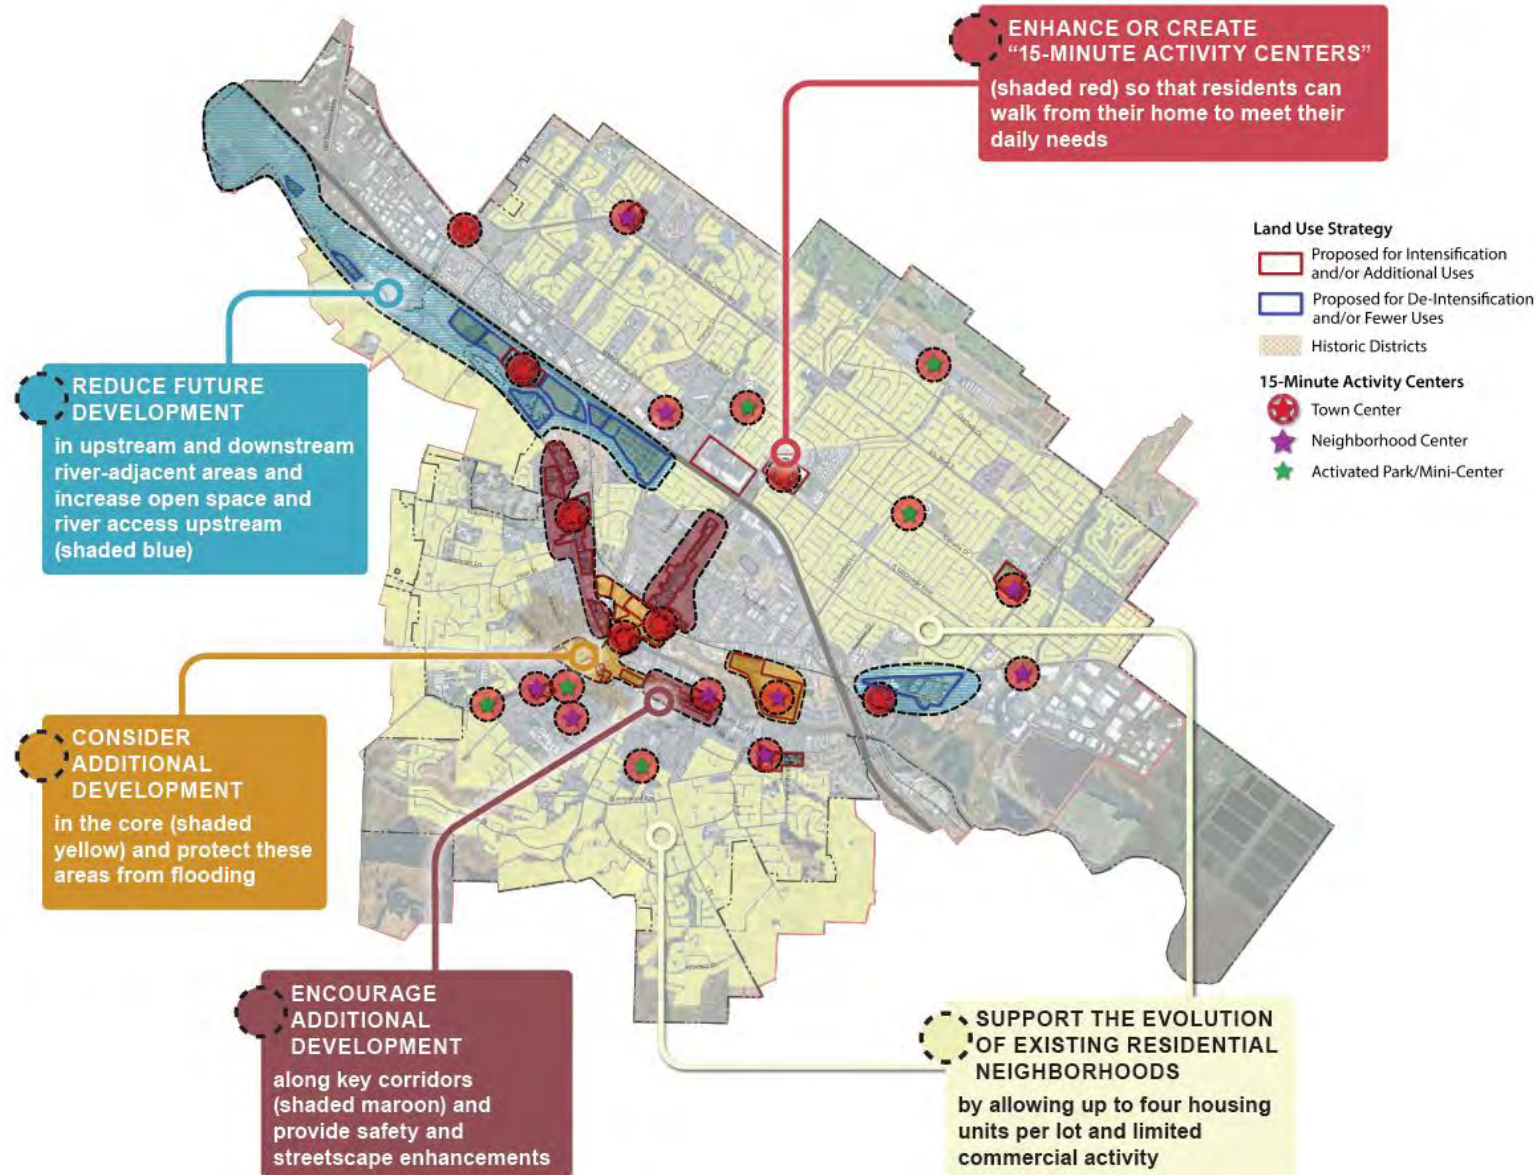 ENHANCE OR CREATE
“15-MINUTE ACTIVITY CENTERS”
(shaded red) so that residents can
walk from their home to meet their
daily needs
Land Use Strategy
Proposed for Intensification
and/or Additional Uses
Proposed for De-Intensification
and/or Fewer Uses
Historic Districts
15-Minute Activity Centers
Town Center
Neighborhood Center
Activated Park/Mini-Center
REDUCE FUTURE
DEVELOPMENT
in upstream and downstream
river-adjacent areas and
increase open space and
river access upstream
(shaded blue)
CONSIDER
ADDITIONAL
DEVELOPMENT
in the core (shaded
yellow) and protect these
areas from flooding
ENCOURAGE
ADDITIONAL
DEVELOPMENT
along key corridors
(shaded maroon) and
provide safety and
streetscape enhancements
SUPPORT THE EVOLUTION
OF EXISTING RESIDENTIAL
NEIGHBORHOODS
by allowing up to four housing
units per lot and limited
commercial activity